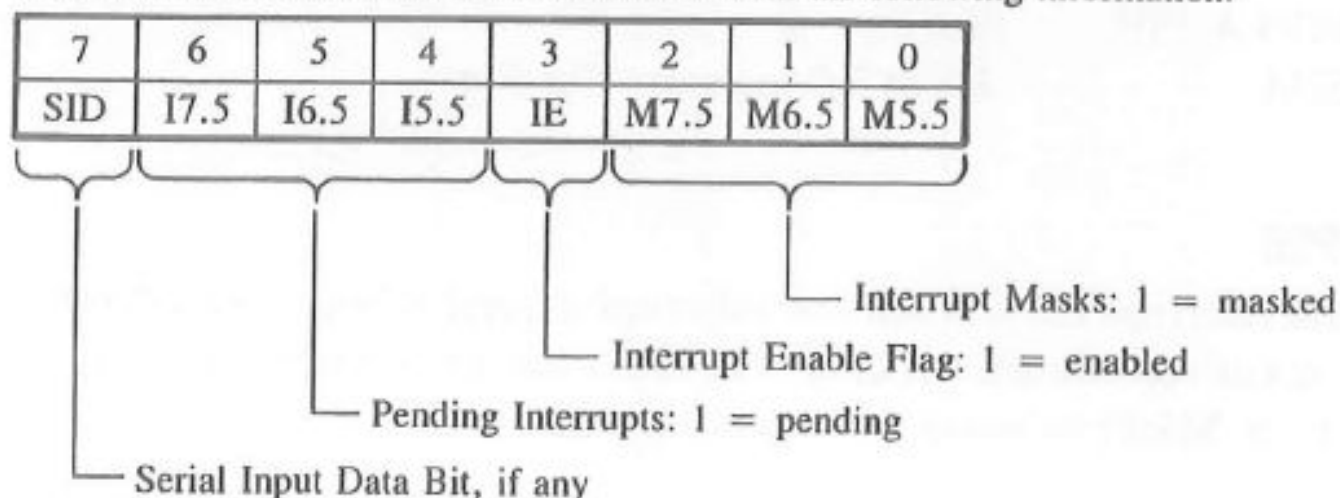 7 6 5 4 3 2 1 0
SID I7.5 I6.5 I5.5 IE M7.5 M6.5 M5.5
Interrupt Masks: 1 = masked
Interrupt Enable Flag: 1 = enabled
Pending Interrupts: 1 = pending
Serial Input Data Bit, if any